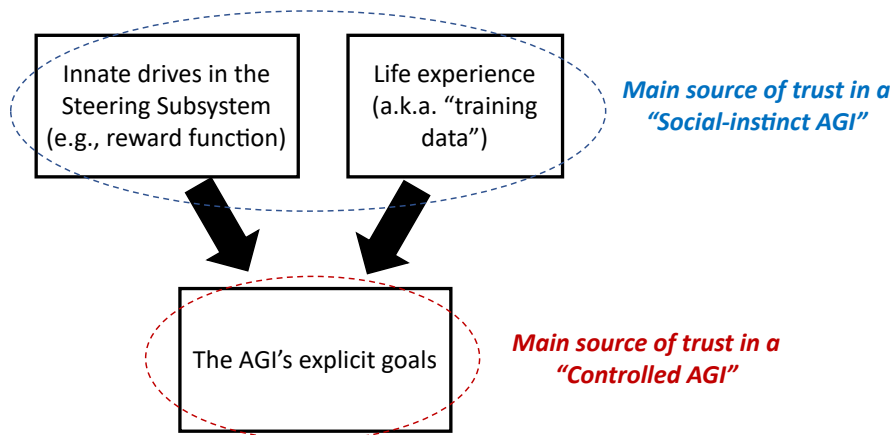 Innate drives in the
Steering Subsystem
(e.g., reward function)
Life experience
(a.k.a. “training
data”)
Main source of trust in a
“Social-instinct AGI”
The AGI’s explicit goals
Main source of trust in a
“Controlled AGI”